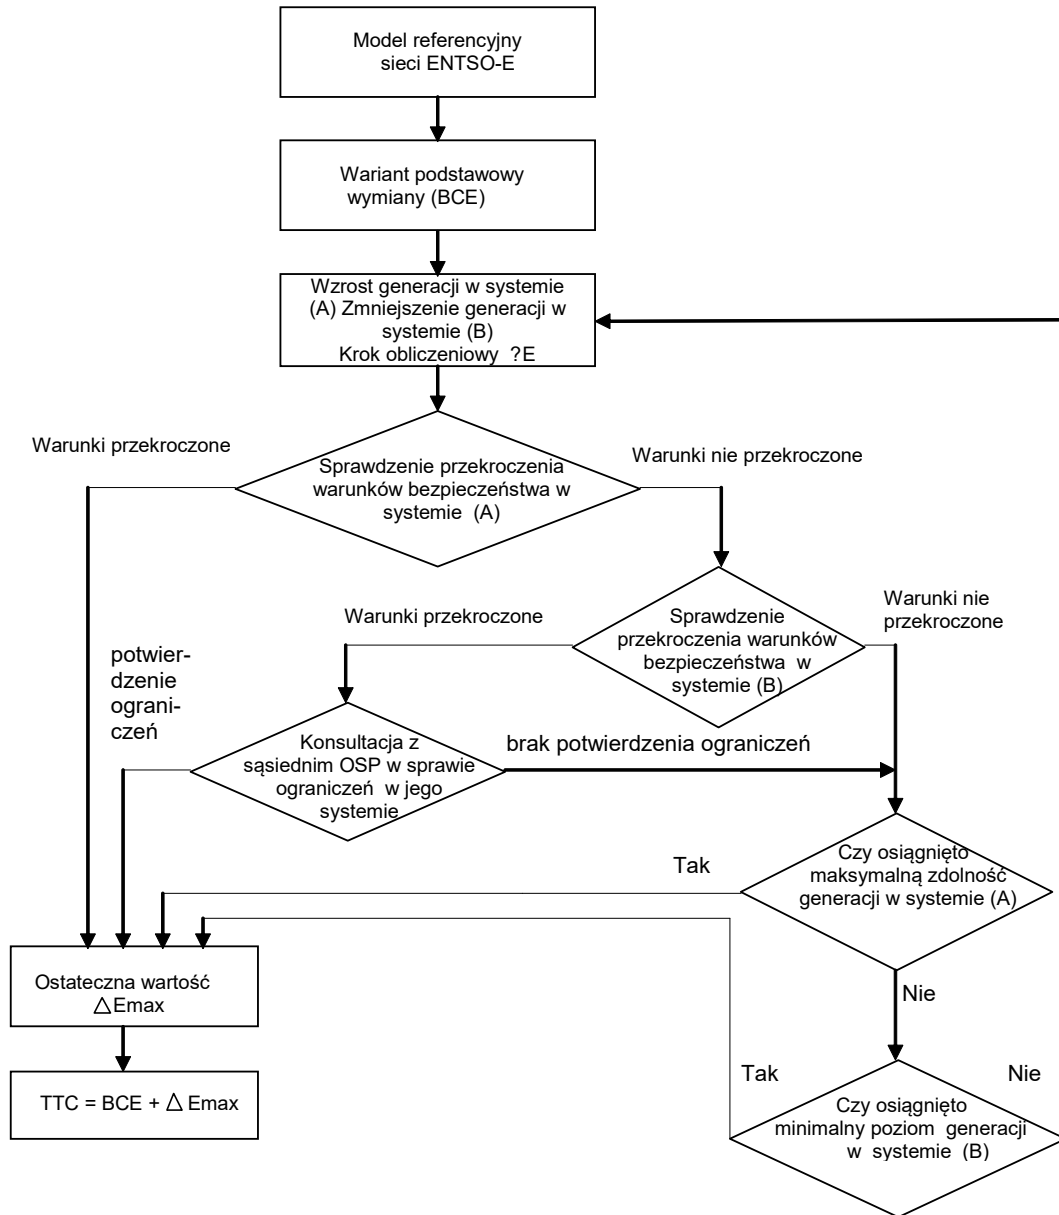 Model referencyjny
sieci ENTSO-E
Wariant podstawowy
wymiany (BCE)
Wzrost generacji w systemie
(A) Zmniejszenie generacji w
systemie (B)
Krok obliczeniowy ?E
Warunki przekroczone
Sprawdzenie przekroczenia
warunków bezpieczeństwa w
systemie (A)
Warunki nie przekroczone
Warunki przekroczone
Sprawdzenie
przekroczenia warunków
bezpieczeństwa w
systemie (B)
Warunki nie
przekroczone
potwier-
dzenie
ograni-
czeń
Konsultacja z
sąsiednim OSP w sprawie
ograniczeń w jego
systemie
brak potwierdzenia ograniczeń
Tak
Czy osiągnięto
maksymalną zdolność
generacji w systemie (A)
Ostateczna wartość
△Emax
Nie
TTC = BCE + △ Emax
Tak
Nie
Czy osiągnięto
minimalny poziom generacji
w systemie (B)